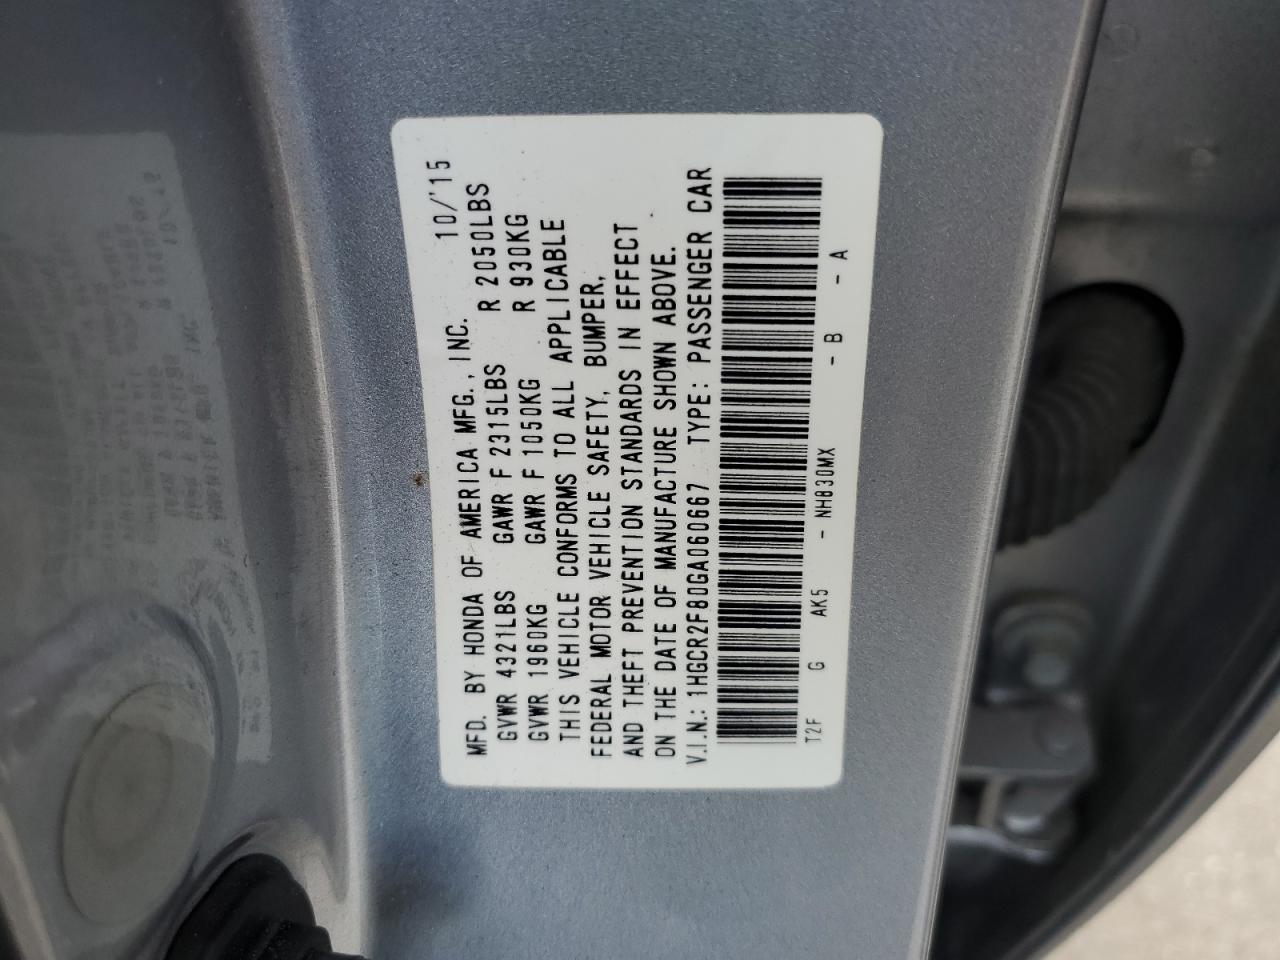 MFD. BY HONDA OF AMERICA MFG., INC. 10/'15
GVWR 4321LBS GAWR F 2315LBS R 2050LBS
GVWR 1960KG GAWR F 1050KG R 930KG
THIS VEHICLE CONFORMS TO ALL APPLICABLE
FEDERAL MOTOR VEHICLE SAFETY, BUMPER,
AND THEFT PREVENTION STANDARDS IN EFFECT
ON THE DATE OF MANUFACTURE SHOWN ABOVE.
V.I.N.: 1HGCR2F80GA060667 TYPE: PASSENGER CAR
T2F G AK5 - NH830MX - B - A